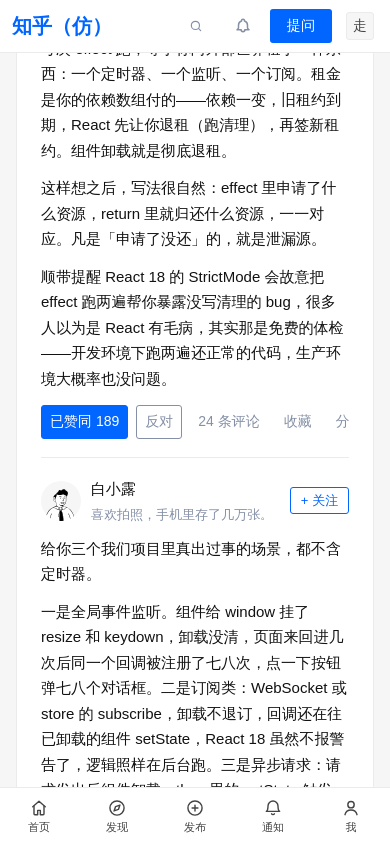 知乎（仿）
提问
走
西：一个定时器、一个监听、一个订阅。租金
是你的依赖数组付的——依赖一变，旧租约到
期，React 先让你退租（跑清理），再签新租
约。组件卸载就是彻底退租。
这样想之后，写法很自然：effect 里申请了什
么资源，return 里就归还什么资源，一一对
应。凡是「申请了没还」的，就是泄漏源。
顺带提醒 React 18 的 StrictMode 会故意把
effect 跑两遍帮你暴露没写清理的 bug，很多
人以为是 React 有毛病，其实那是免费的体检
——开发环境下跑两遍还正常的代码，生产环
境大概率也没问题。
已赞同 189
反对
24 条评论
收藏
分
白小露
喜欢拍照，手机里存了几万张。
+ 关注
给你三个我们项目里真出过事的场景，都不含
定时器。
一是全局事件监听。组件给 window 挂了
resize 和 keydown，卸载没清，页面来回进几
次后同一个回调被注册了七八次，点一下按钮
弹七八个对话框。二是订阅类：WebSocket 或
store 的 subscribe，卸载不退订，回调还在往
已卸载的组件 setState，React 18 虽然不报警
告了，逻辑照样在后台跑。三是异步请求：请
首页
发现
发布
通知
我